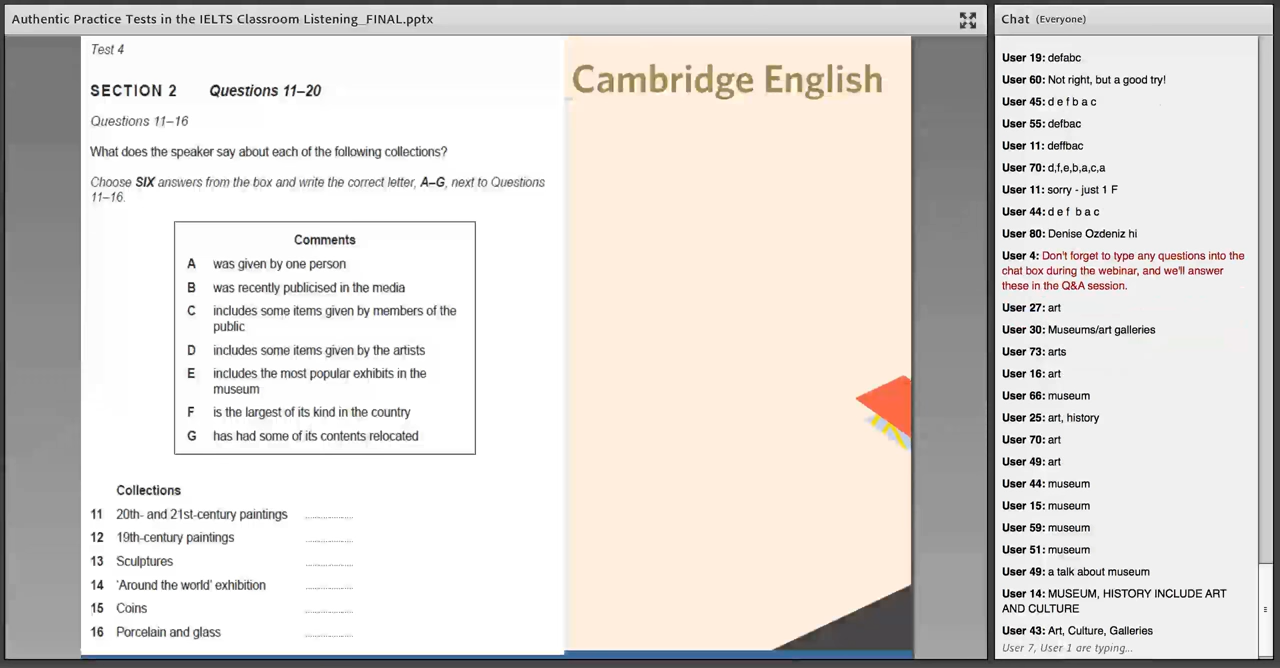 Authentic Practice Tests in the IELTS Classroom Listening_FINAL.pptx
Test 4
SECTION 2 Questions 11–20
Questions 11–16
What does the speaker say about each of the following collections?
Choose SIX answers from the box and write the correct letter, A–G, next to Questions
11–16.
Comments
A was given by one person
B was recently publicised in the media
C includes some items given by members of the
public
D includes some items given by the artists
E includes the most popular exhibits in the
museum
F is the largest of its kind in the country
G has had some of its contents relocated
Collections
11 20th- and 21st-century paintings ....................
12 19th-century paintings ....................
13 Sculptures ....................
14 'Around the world' exhibition ....................
15 Coins ....................
16 Porcelain and glass ....................
Cambridge English
Chat (Everyone)
User 19: defabc
User 60: Not right, but a good try!
User 45: d e f b a c
User 55: defbac
User 11: deffbac
User 70: d,f,e,b,a,c,a
User 11: sorry - just 1 F
User 44: d e f b a c
User 80: Denise Ozdeniz hi
User 4: Don't forget to type any questions into the
chat box during the webinar, and we'll answer
these in the Q&A session.
User 27: art
User 30: Museums/art galleries
User 73: arts
User 16: art
User 66: museum
User 25: art, history
User 70: art
User 49: art
User 44: museum
User 15: museum
User 59: museum
User 51: museum
User 49: a talk about museum
User 14: MUSEUM, HISTORY INCLUDE ART
AND CULTURE
User 43: Art, Culture, Galleries
User 7, User 1 are typing...